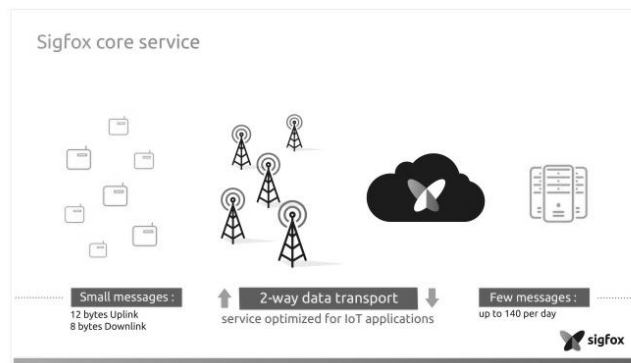 Sigfox core service
Small messages :
12 bytes Uplink
8 bytes Downlink
2-way data transport
service optimized for IoT applications
Few messages :
up to 140 per day
sigfox